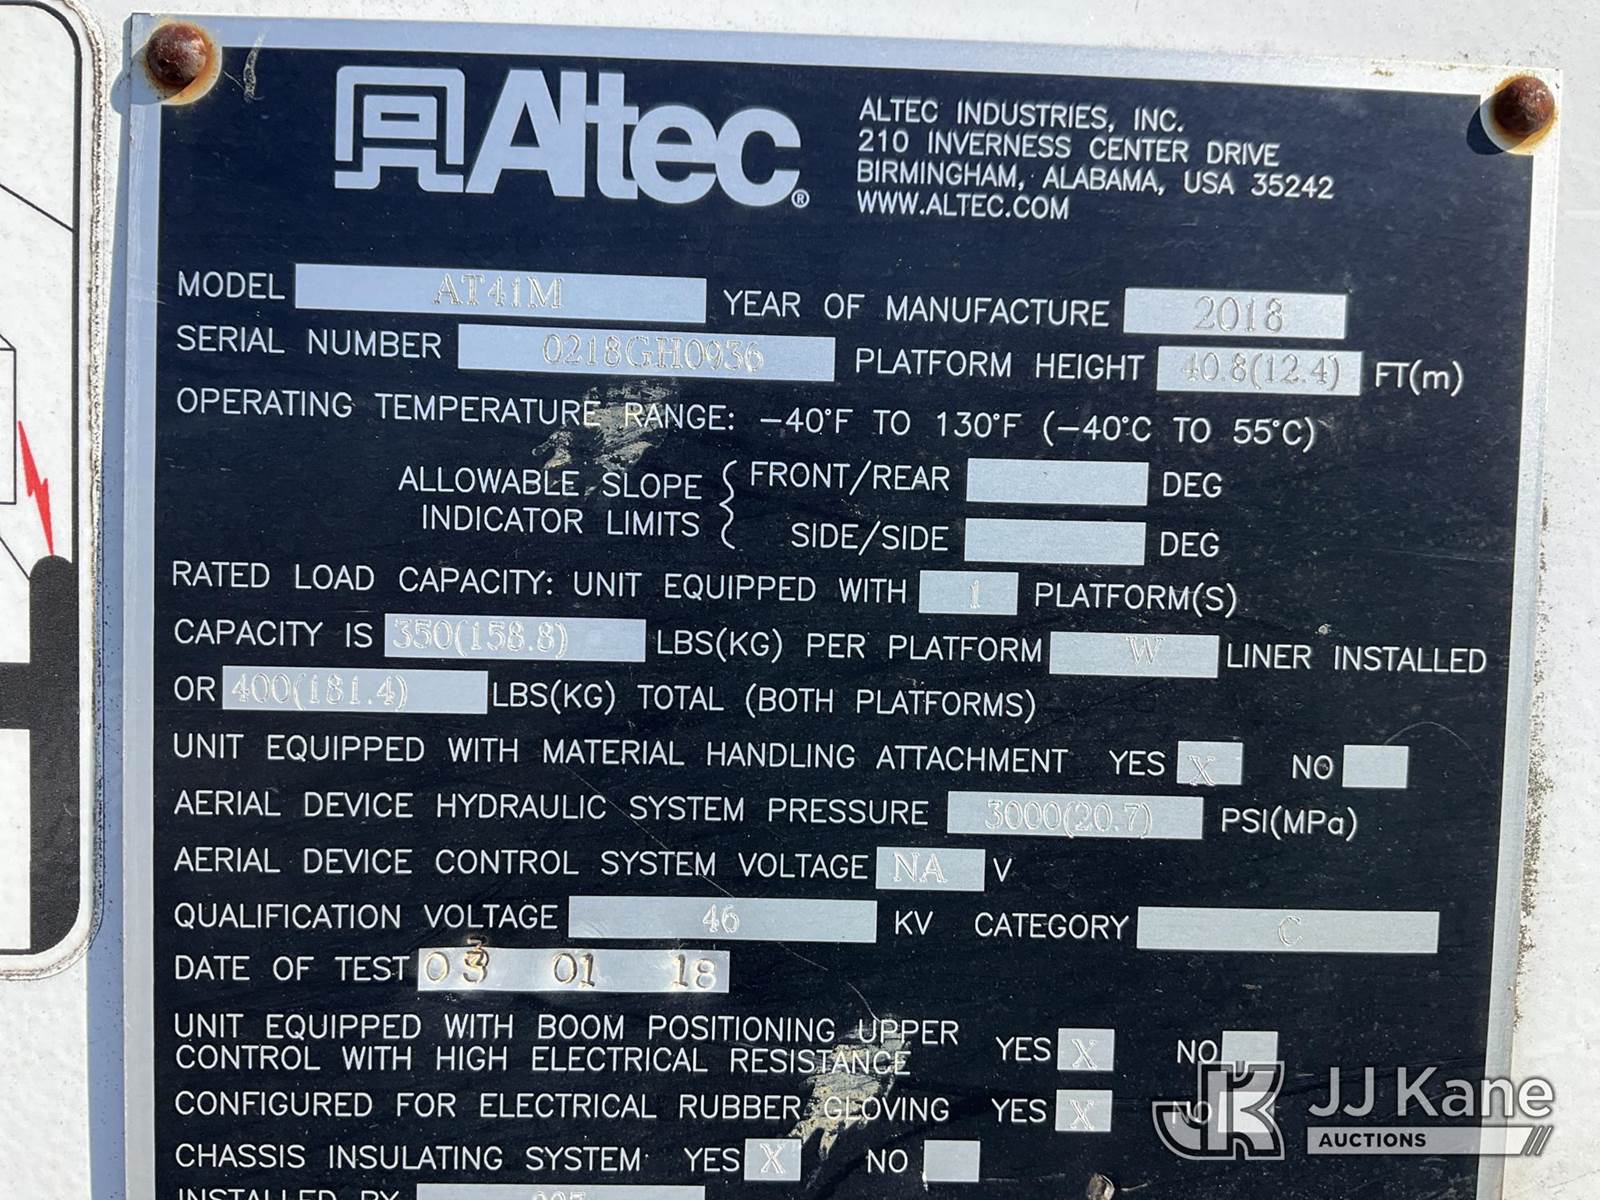 Altec®
ALTEC INDUSTRIES, INC.
210 INVERNESS CENTER DRIVE
BIRMINGHAM, ALABAMA, USA 35242
WWW.ALTEC.COM
MODEL AT41M YEAR OF MANUFACTURE 2018
SERIAL NUMBER 0218GH0936 PLATFORM HEIGHT 40.8(12.4) FT(m)
OPERATING TEMPERATURE RANGE: -40°F TO 130°F (-40°C TO 55°C)
ALLOWABLE SLOPE INDICATOR LIMITS
FRONT/REAR DEG
SIDE/SIDE DEG
RATED LOAD CAPACITY: UNIT EQUIPPED WITH 1 PLATFORM(S)
CAPACITY IS 350(158.8) LBS(KG) PER PLATFORM W LINER INSTALLED
OR 400(181.4) LBS(KG) TOTAL (BOTH PLATFORMS)
UNIT EQUIPPED WITH MATERIAL HANDLING ATTACHMENT YES X NO
AERIAL DEVICE HYDRAULIC SYSTEM PRESSURE 3000(20.7) PSI(MPa)
AERIAL DEVICE CONTROL SYSTEM VOLTAGE NA V
QUALIFICATION VOLTAGE 46 KV CATEGORY C
DATE OF TEST 03 01 18
UNIT EQUIPPED WITH BOOM POSITIONING UPPER
CONTROL WITH HIGH ELECTRICAL RESISTANCE YES X NO
CONFIGURED FOR ELECTRICAL RUBBER GLOVING YES X NO
CHASSIS INSULATING SYSTEM YES X NO
INSTALLED BY
JK JJ Kane
AUCTIONS